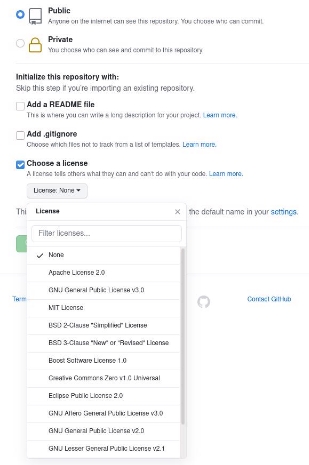 Public
Anyone on the internet can see this repository. You choose who can commit.
Private
You choose who can see and commit to this repository
Initialize this repository with:
Skip this step if you're importing an existing repository.
Add a README file
This is where you can write a long description for your project. Learn more.
Add .gitignore
Choose which files not to track from a list of templates. Learn more.
Choose a license
A license tells others what they can and can't do with your code. Learn more.
License: None
Thi the default name in your settings.
License
Filter licenses...
None
Apache License 2.0
GNU General Public License v3.0
MIT License
Term Contact GitHub
BSD 2-Clause "Simplified" License
BSD 3-Clause "New" or "Revised" License
Boost Software License 1.0
Creative Commons Zero v1.0 Universal
Eclipse Public License 2.0
GNU Affero General Public License v3.0
GNU General Public License v2.0
GNU Lesser General Public License v2.1